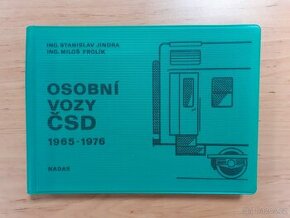 ING. STANISLAV JINDRA
ING. MILOŠ FROLÍK
OSOBNÍ
VOZY
ČSD
1965-1976
NADAS